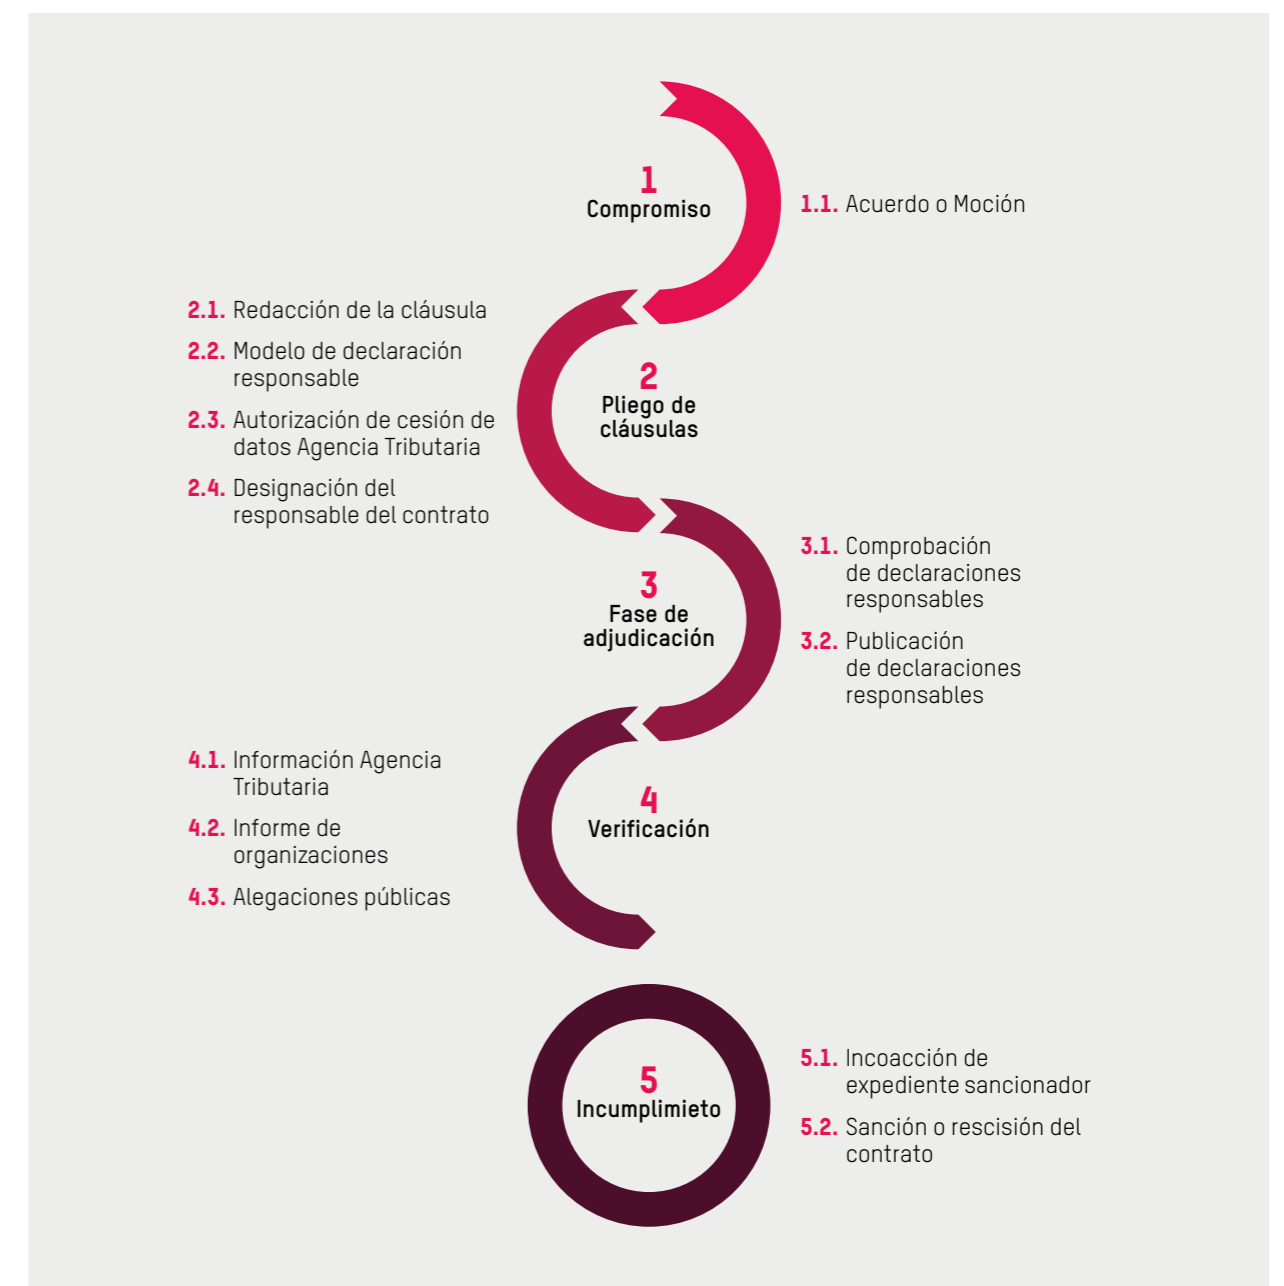 1
Compromiso
1.1. Acuerdo o Moción
2.1. Redacción de la cláusula
2.2. Modelo de declaración
responsable
2.3. Autorización de cesión de
datos Agencia Tributaria
2.4. Designación del
responsable del contrato
2
Pliego de
cláusulas
3
Fase de
adjudicación
3.1. Comprobación
de declaraciones
responsables
3.2. Publicación
de declaraciones
responsables
4.1. Información Agencia
Tributaria
4.2. Informe de
organizaciones
4.3. Alegaciones públicas
4
Verificación
5
Incumplimieto
5.1. Incoacción de
expediente sancionador
5.2. Sanción o rescisión del
contrato